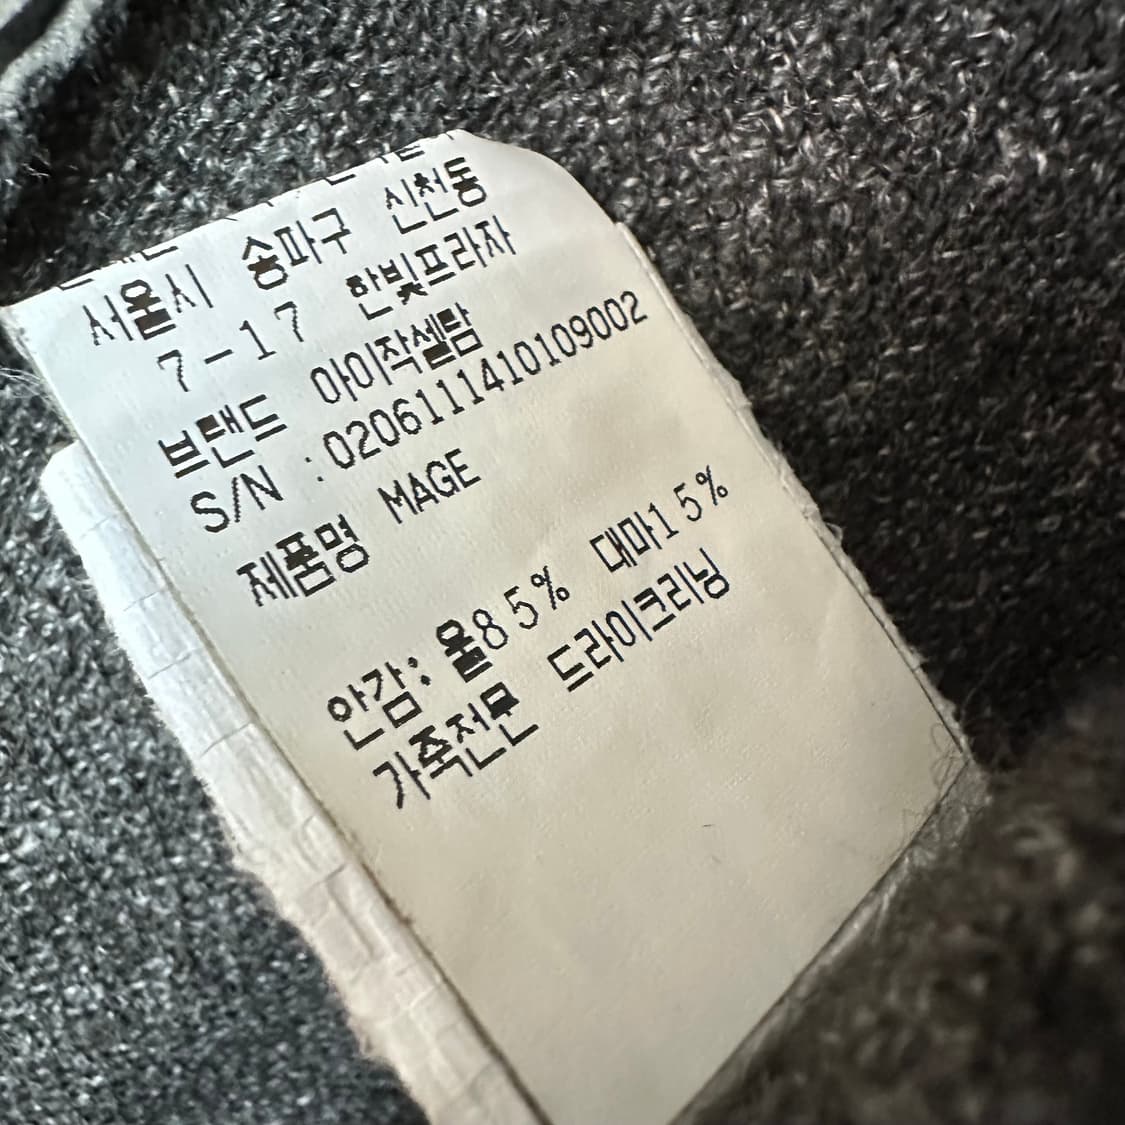 서울시 송파구 신천동
7-17 한빛프라자
브랜드 아이작셀탐
S/N : 0206111410109002
제품명 MAGE
안감: 울85% 대마15%
가죽전문 드라이크리닝